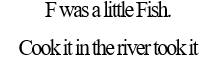 F was a little Fish.
Cook it in the river took it